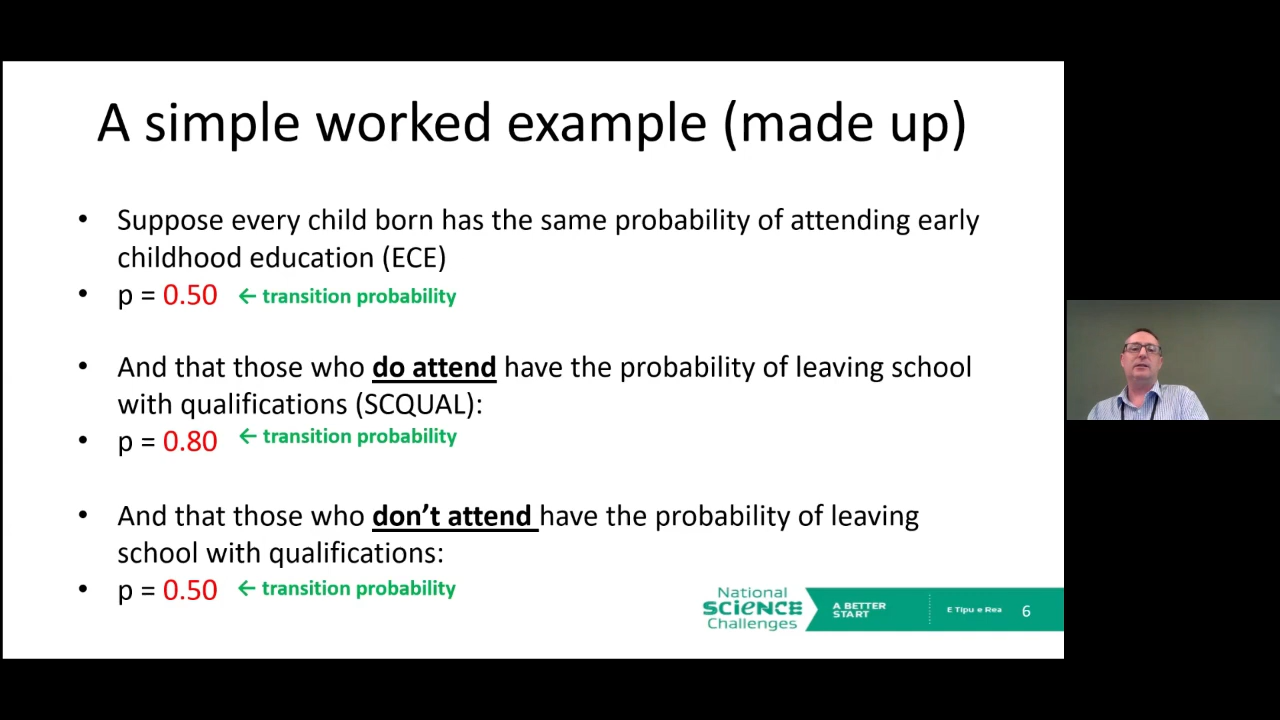 A simple worked example (made up)
• Suppose every child born has the same probability of attending early
childhood education (ECE)
• p = 0.50 ← transition probability
• And that those who do attend have the probability of leaving school
with qualifications (SCQUAL):
• p = 0.80 ← transition probability
• And that those who don’t attend have the probability of leaving
school with qualifications:
• p = 0.50 ← transition probability
National
SCIENCE
Challenges
A BETTER
START
E Tipu e Rea
6